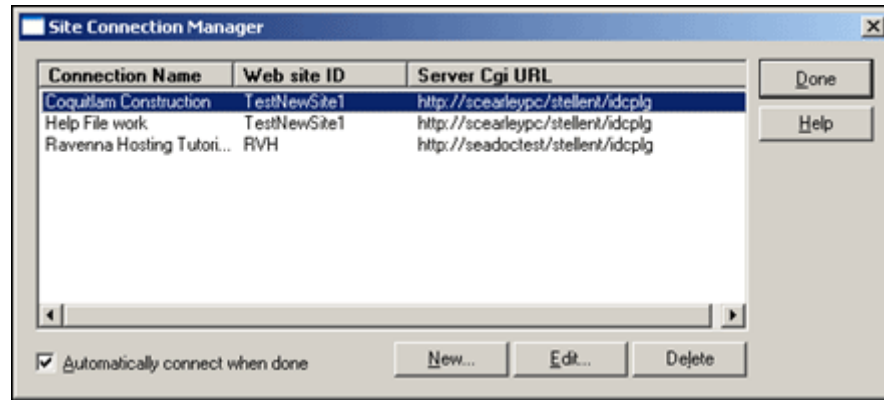 Site Connection Manager
Connection Name Web site ID Server Cgi URL
Coquitlam Construction TestNewSite1 http://scearleypc/stellent/idcplg
Help File work TestNewSite1 http://scearleypc/stellent/idcplg
Ravenna Hosting Tutori... RVH http://seadoctest/stellent/idcplg
Done
Help
Automatically connect when done
New... Edit... Delete